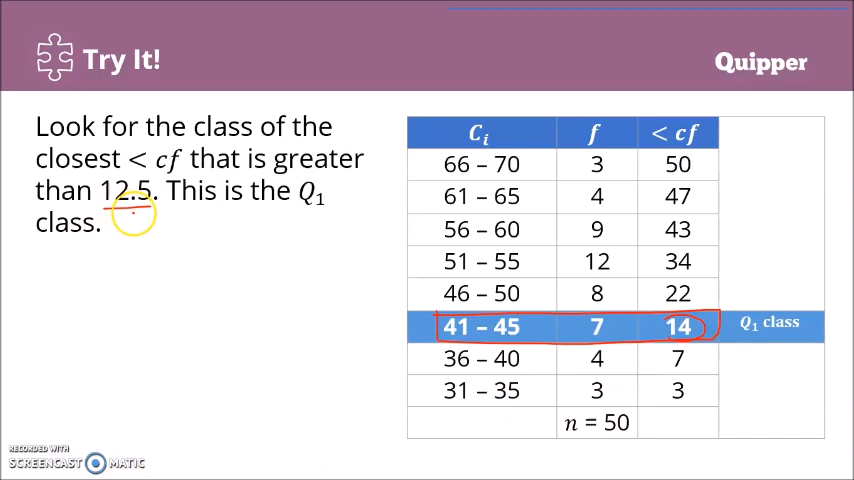 Try It!
Quipper
Look for the class of the
closest < cf that is greater
than 12.5. This is the Q₁
class.
Cᵢ f < cf
66 – 70 3 50
61 – 65 4 47
56 – 60 9 43
51 – 55 12 34
46 – 50 8 22
41 – 45 7 14 Q₁ class
36 – 40 4 7
31 – 35 3 3
n = 50
RECORDED WITH
SCREENCAST MATIC